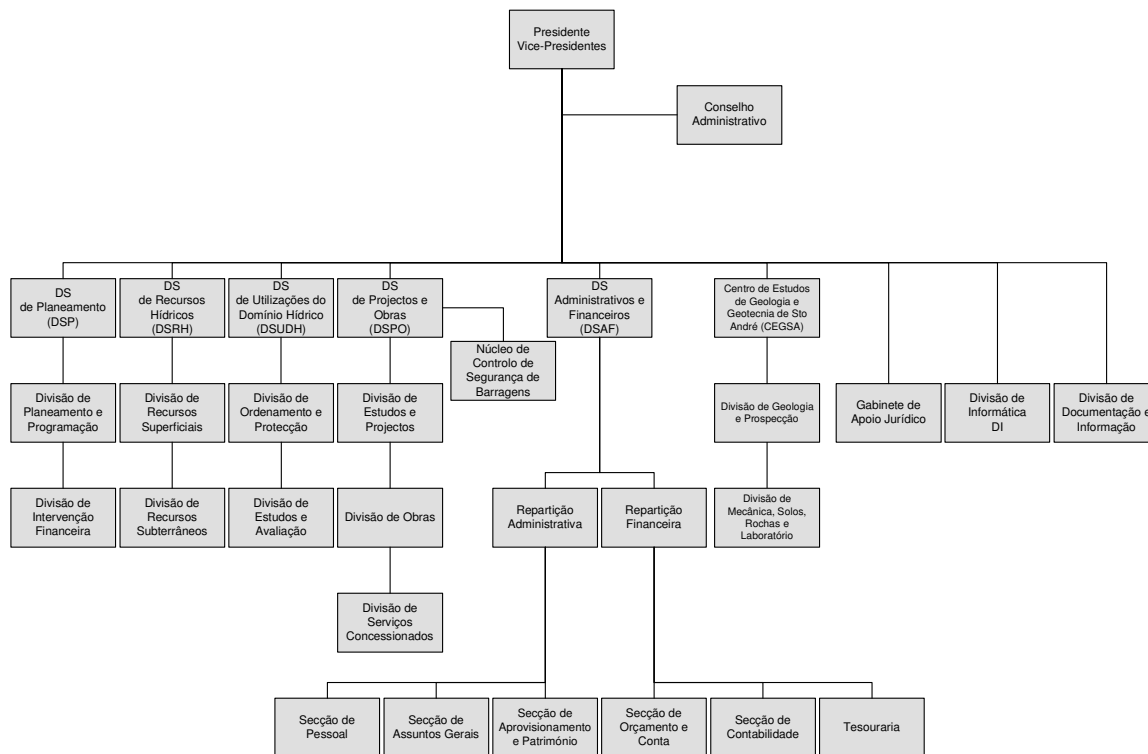 Presidente
Vice-Presidentes
Conselho
Administrativo
DS
de Planeamento
(DSP)
DS
de Recursos
Hídricos
(DSRH)
DS
de Utilizações do
Domínio Hídrico
(DSUDH)
DS
de Projectos e
Obras
(DSPO)
DS
Administrativos e
Financeiros
(DSAF)
Centro de Estudos
de Geologia e
Geotecnia de Sto
André (CEGSA)
Núcleo de
Controlo de
Segurança de
Barragens
Divisão de
Planeamento e
Programação
Divisão de
Recursos
Superficiais
Divisão de
Ordenamento e
Protecção
Divisão de
Estudos e
Projectos
Divisão de Geologia
e Prospecção
Gabinete de
Apoio Jurídico
Divisão de
Informática
DI
Divisão de
Documentação e
Informação
Divisão de
Intervenção
Financeira
Divisão de
Recursos
Subterrâneos
Divisão de
Estudos e
Avaliação
Divisão de Obras
Repartição
Administrativa
Repartição
Financeira
Divisão de
Mecânica, Solos,
Rochas e
Laboratório
Divisão de
Serviços
Concessionados
Secção de
Pessoal
Secção de
Assuntos Gerais
Secção de
Aprovisionamento
e Património
Secção de
Orçamento e
Conta
Secção de
Contabilidade
Tesouraria